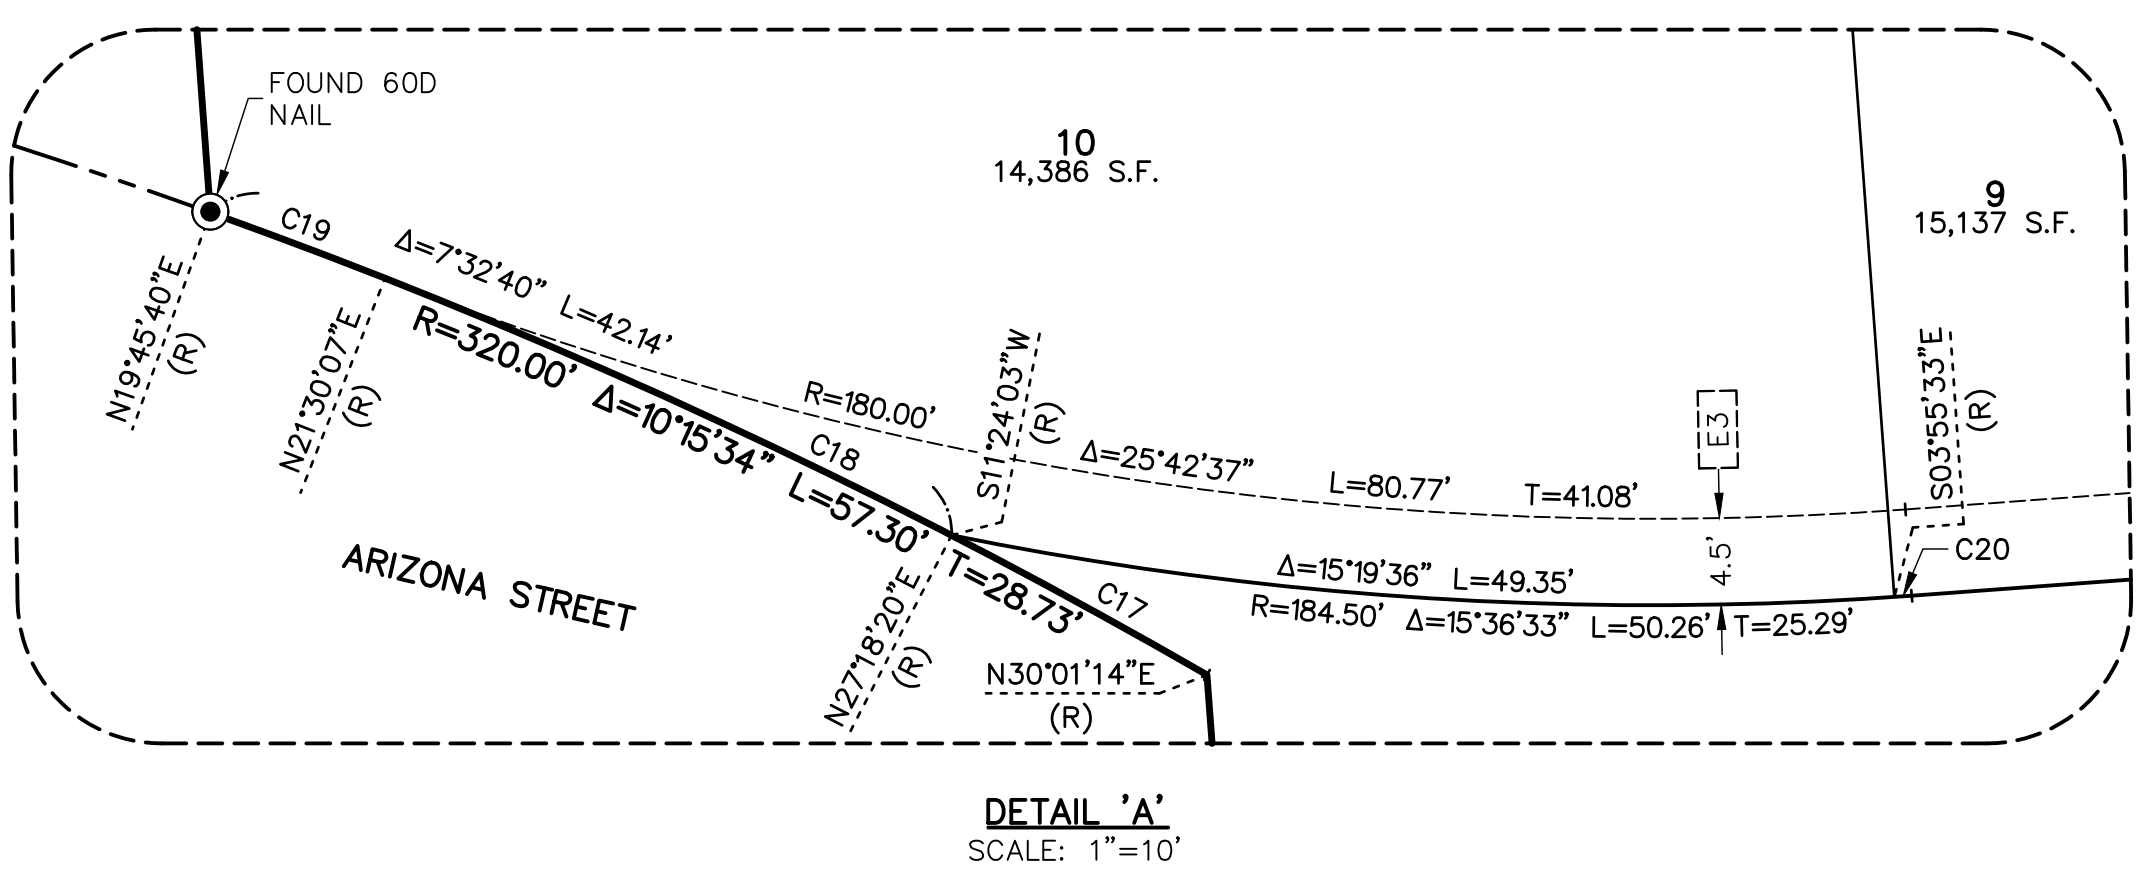 FOUND 60D
NAIL
10
14,386 S.F.
9
15,137 S.F.
C19
Δ=7°32'40" L=42.14'
R=320.00' Δ=10°15'34" L=57.30' T=28.73'
N19°45'40"E
(R)
N21°30'07"E
(R)
R=180.00' Δ=25°42'37" L=80.77' T=41.08'
C18
S11°24'03"W
(R)
E3
S03°55'33"E
(R)
C20
4.5'
Δ=15°19'36" L=49.35'
R=184.50' Δ=15°36'33" L=50.26' T=25.29'
C17
ARIZONA STREET
N27°18'20"E
(R)
N30°01'14"E
(R)
DETAIL 'A'
SCALE: 1"=10'